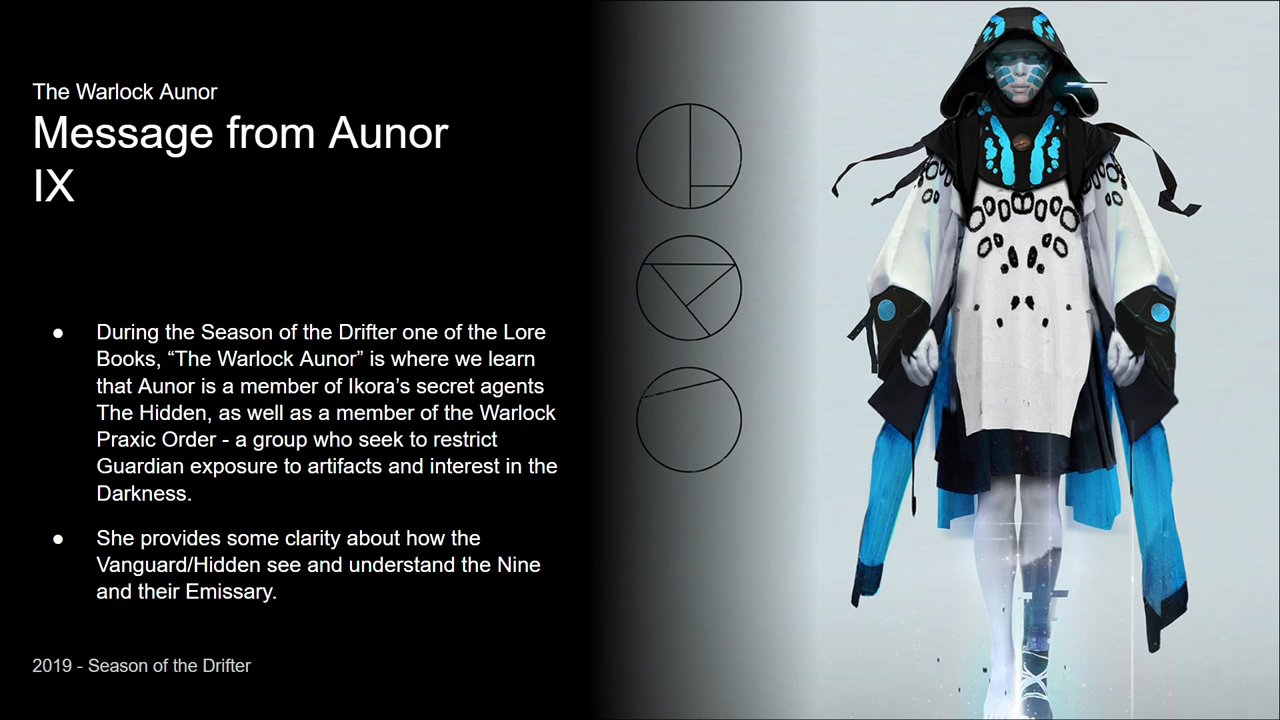 The Warlock Aunor
Message from Aunor
IX
● During the Season of the Drifter one of the Lore
Books, “The Warlock Aunor” is where we learn
that Aunor is a member of Ikora’s secret agents
The Hidden, as well as a member of the Warlock
Praxic Order - a group who seek to restrict
Guardian exposure to artifacts and interest in the
Darkness.
● She provides some clarity about how the
Vanguard/Hidden see and understand the Nine
and their Emissary.
2019 - Season of the Drifter